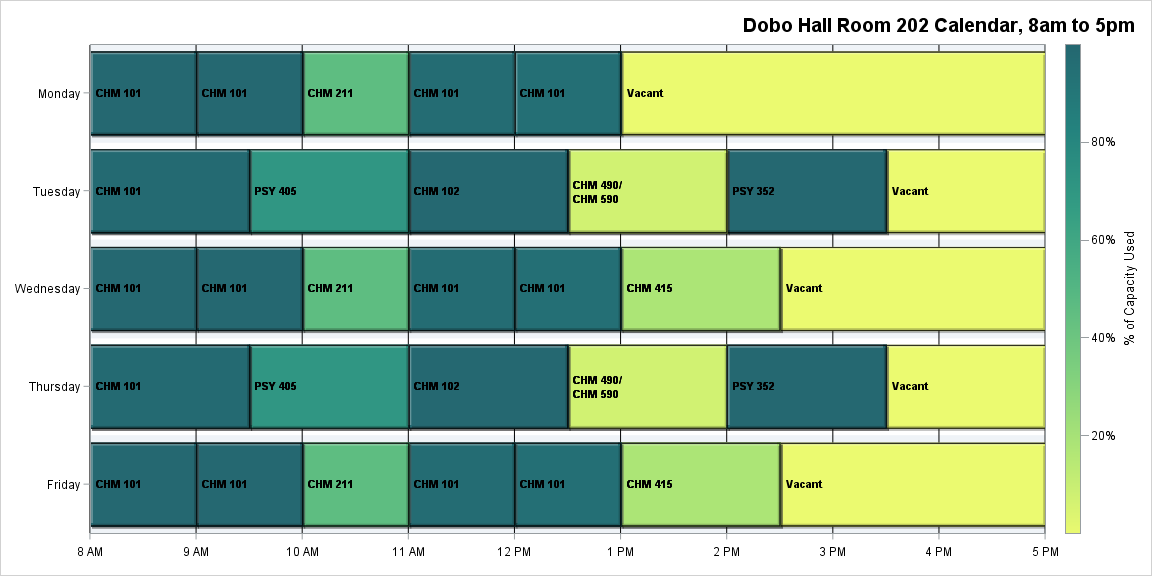 Dobo Hall Room 202 Calendar, 8am to 5pm
Monday
CHM 101
CHM 101
CHM 211
CHM 101
CHM 101
Vacant
Tuesday
CHM 101
PSY 405
CHM 102
CHM 490/
CHM 590
PSY 352
Vacant
Wednesday
CHM 101
CHM 101
CHM 211
CHM 101
CHM 101
CHM 415
Vacant
Thursday
CHM 101
PSY 405
CHM 102
CHM 490/
CHM 590
PSY 352
Vacant
Friday
CHM 101
CHM 101
CHM 211
CHM 101
CHM 101
CHM 415
Vacant
8 AM
9 AM
10 AM
11 AM
12 PM
1 PM
2 PM
3 PM
4 PM
5 PM
80%
60%
40%
20%
% of Capacity Used